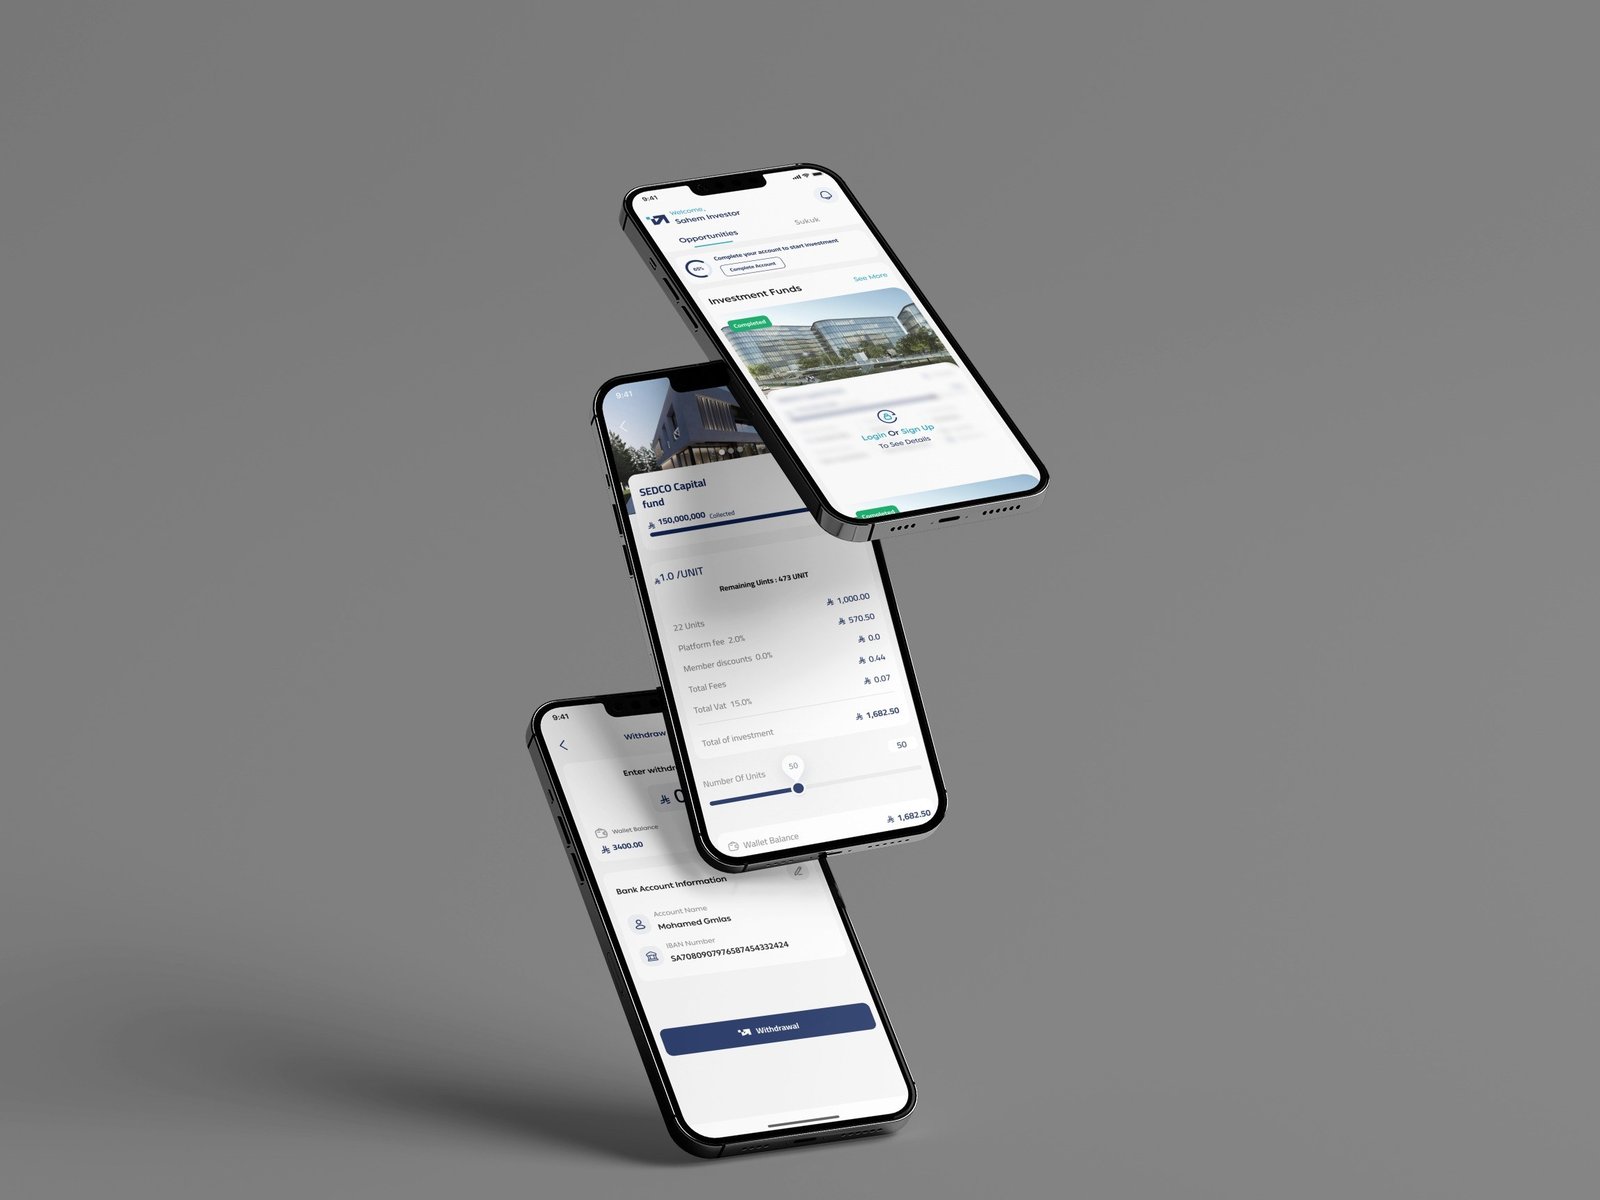 9:41
Welcome,
Sahem Investor
Opportunities
Sukuk
Complete your account to start investment
Complete Account
Investment Funds
See More
Completed
Login Or Sign Up
To See Details
Completed
9:41
SEDCO Capital
fund
150,000,000 Collected
1.0 /UNIT
Remaining Uints : 473 UNIT
22 Units
1,000.00
Platform fee 2.0%
570.50
Member discounts 0.0%
0.0
Total Fees
0.44
Total Vat 15.0%
0.07
Total of investment
1,682.50
Number Of Units
50
50
Wallet Balance
1,682.50
9:41
Withdraw
Enter withdr
0
Wallet Balance
3400.00
Bank Account Information
Account Name
Mohamed Gmlas
IBAN Number
SA7080907976587454332424
Withdrawal